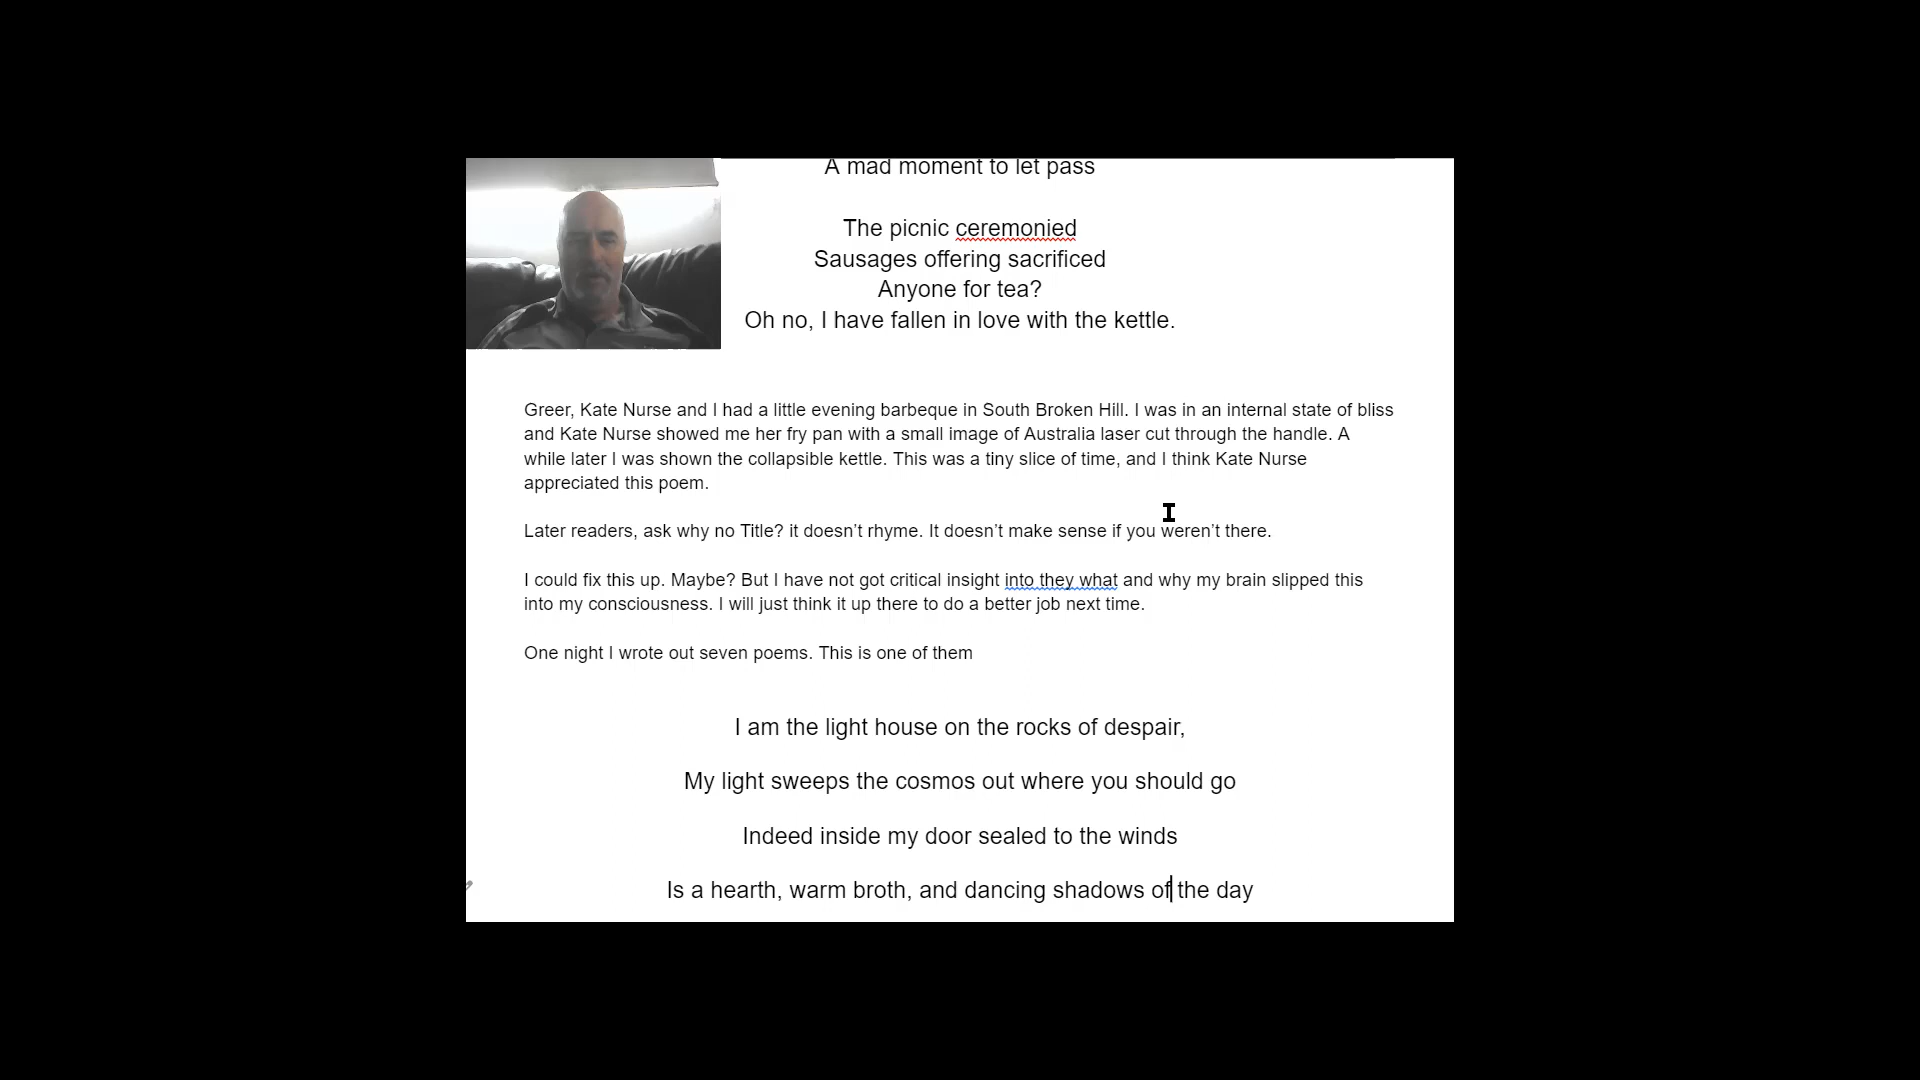 A mad moment to let pass
The picnic ceremonied
Sausages offering sacrificed
Anyone for tea?
Oh no, I have fallen in love with the kettle.
Greer, Kate Nurse and I had a little evening barbeque in South Broken Hill. I was in an internal state of bliss
and Kate Nurse showed me her fry pan with a small image of Australia laser cut through the handle. A
while later I was shown the collapsible kettle. This was a tiny slice of time, and I think Kate Nurse
appreciated this poem.
Later readers, ask why no Title? it doesn’t rhyme. It doesn’t make sense if you weren’t there.
I could fix this up. Maybe? But I have not got critical insight into they what and why my brain slipped this
into my consciousness. I will just think it up there to do a better job next time.
One night I wrote out seven poems. This is one of them
I am the light house on the rocks of despair,
My light sweeps the cosmos out where you should go
Indeed inside my door sealed to the winds
Is a hearth, warm broth, and dancing shadows of the day